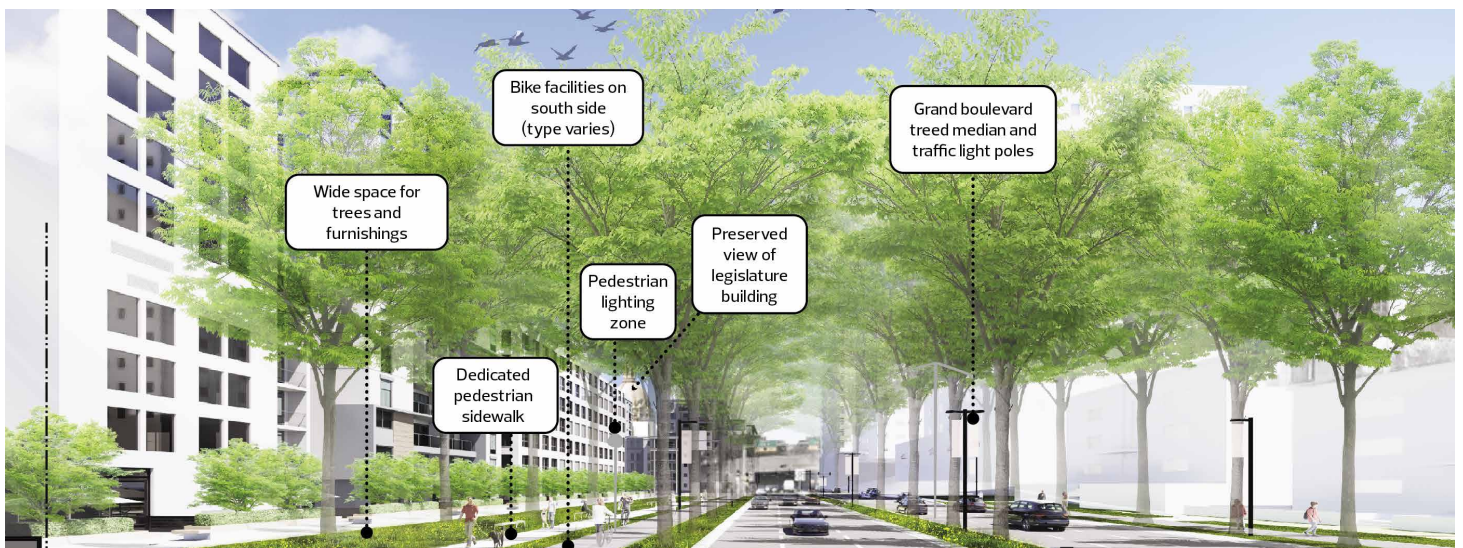 Bike facilities on
south side
(type varies)
Grand boulevard
treed median and
traffic light poles
Wide space for
trees and
furnishings
Preserved
view of
legislature
building
Pedestrian
lighting
zone
Dedicated
pedestrian
sidewalk